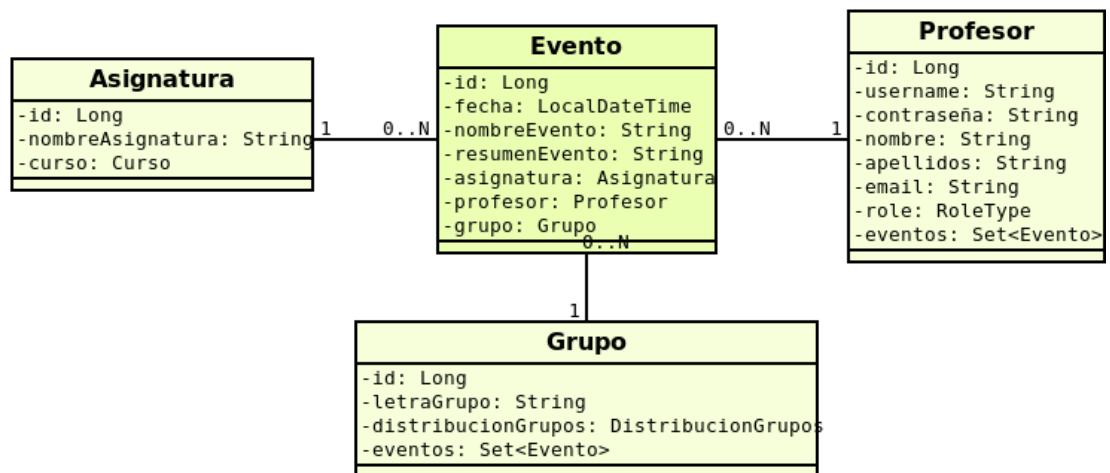 Asignatura
-id: Long
-nombreAsignatura: String
-curso: Curso
1
0..N
Evento
-id: Long
-fecha: LocalDateTime
-nombreEvento: String
-resumenEvento: String
-asignatura: Asignatura
-profesor: Profesor
-grupo: Grupo
0..N
0..N
1
Profesor
-id: Long
-username: String
-contraseña: String
-nombre: String
-apellidos: String
-email: String
-role: RoleType
-eventos: Set<Evento>
1
Grupo
-id: Long
-letraGrupo: String
-distribucionGrupos: DistribucionGrupos
-eventos: Set<Evento>